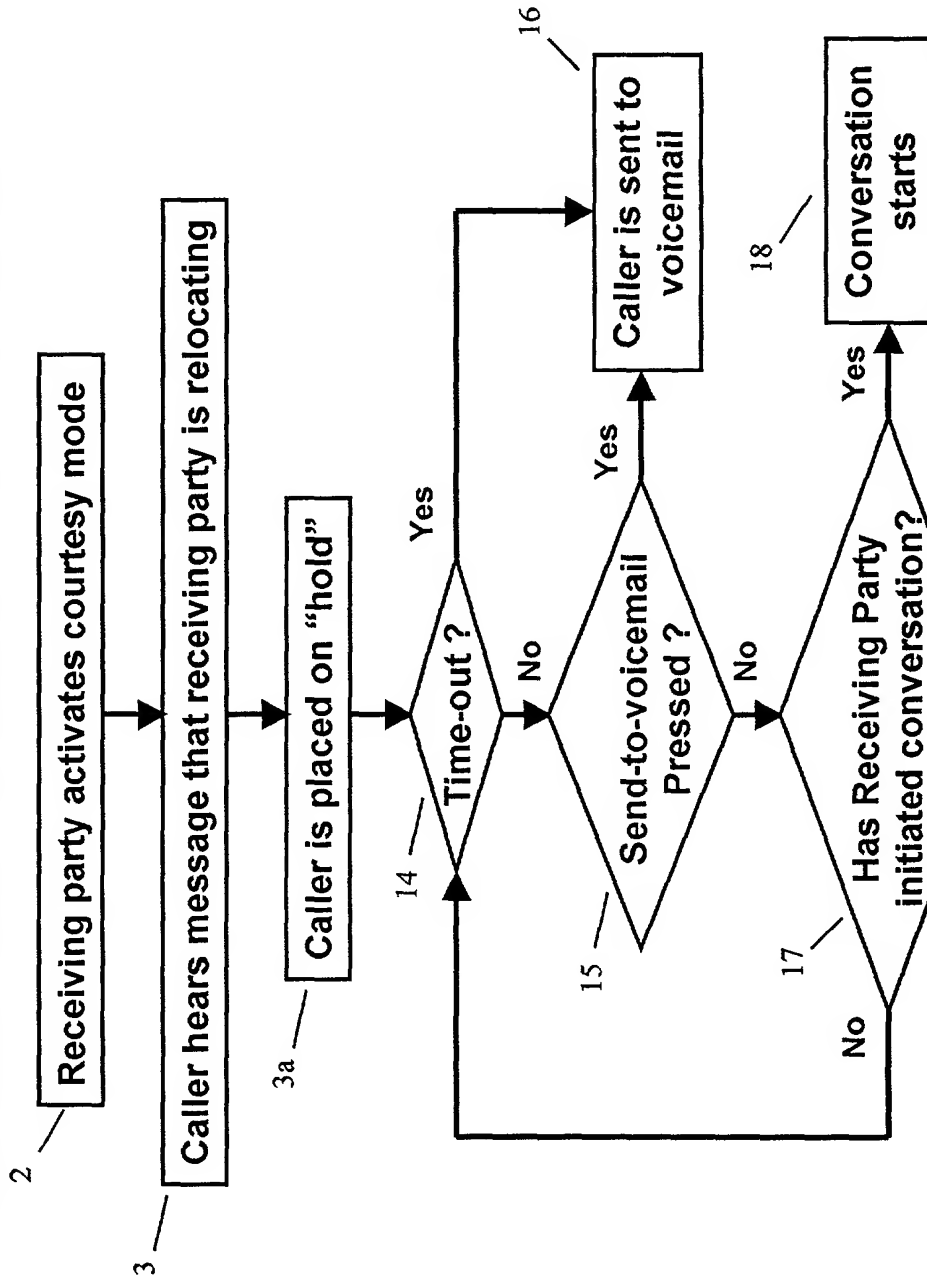 2
Receiving party activates courtesy mode
3
Caller hears message that receiving party is relocating
3a
Caller is placed on “hold”
14
Time-out ?
Yes
No
15
Send-to-voicemail
Pressed ?
Yes
16
Caller is sent to
voicemail
No
17
Has Receiving Party
initiated conversation?
No
Yes
18
Conversation
starts